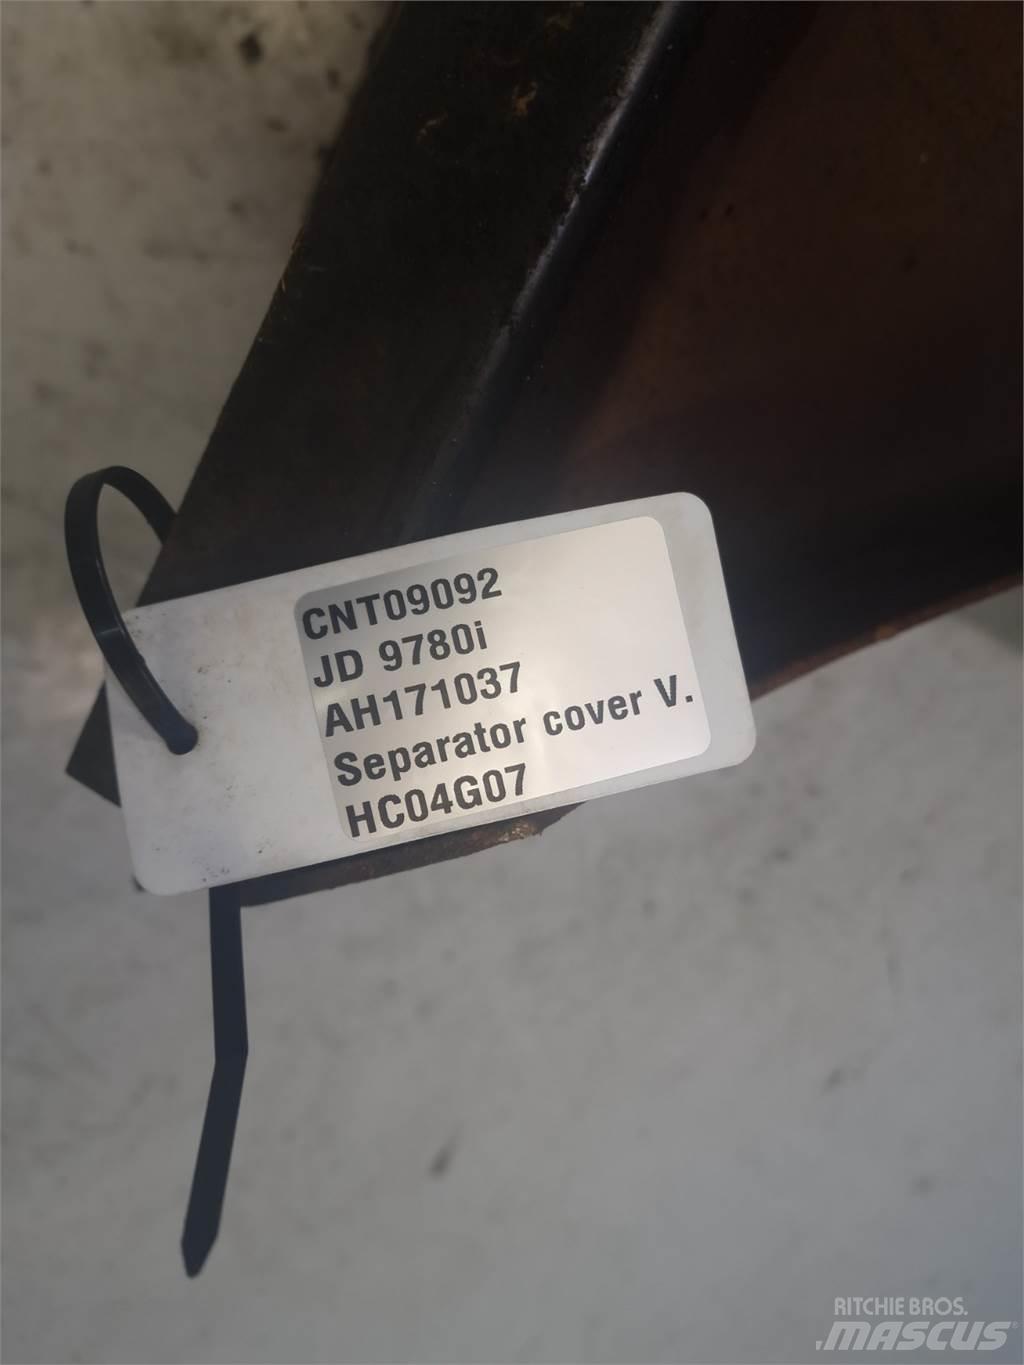 CNT09092
JD 9780i
AH171037
Separator cover V.
HC04G07
RITCHIE BROS.
.MASCUS®